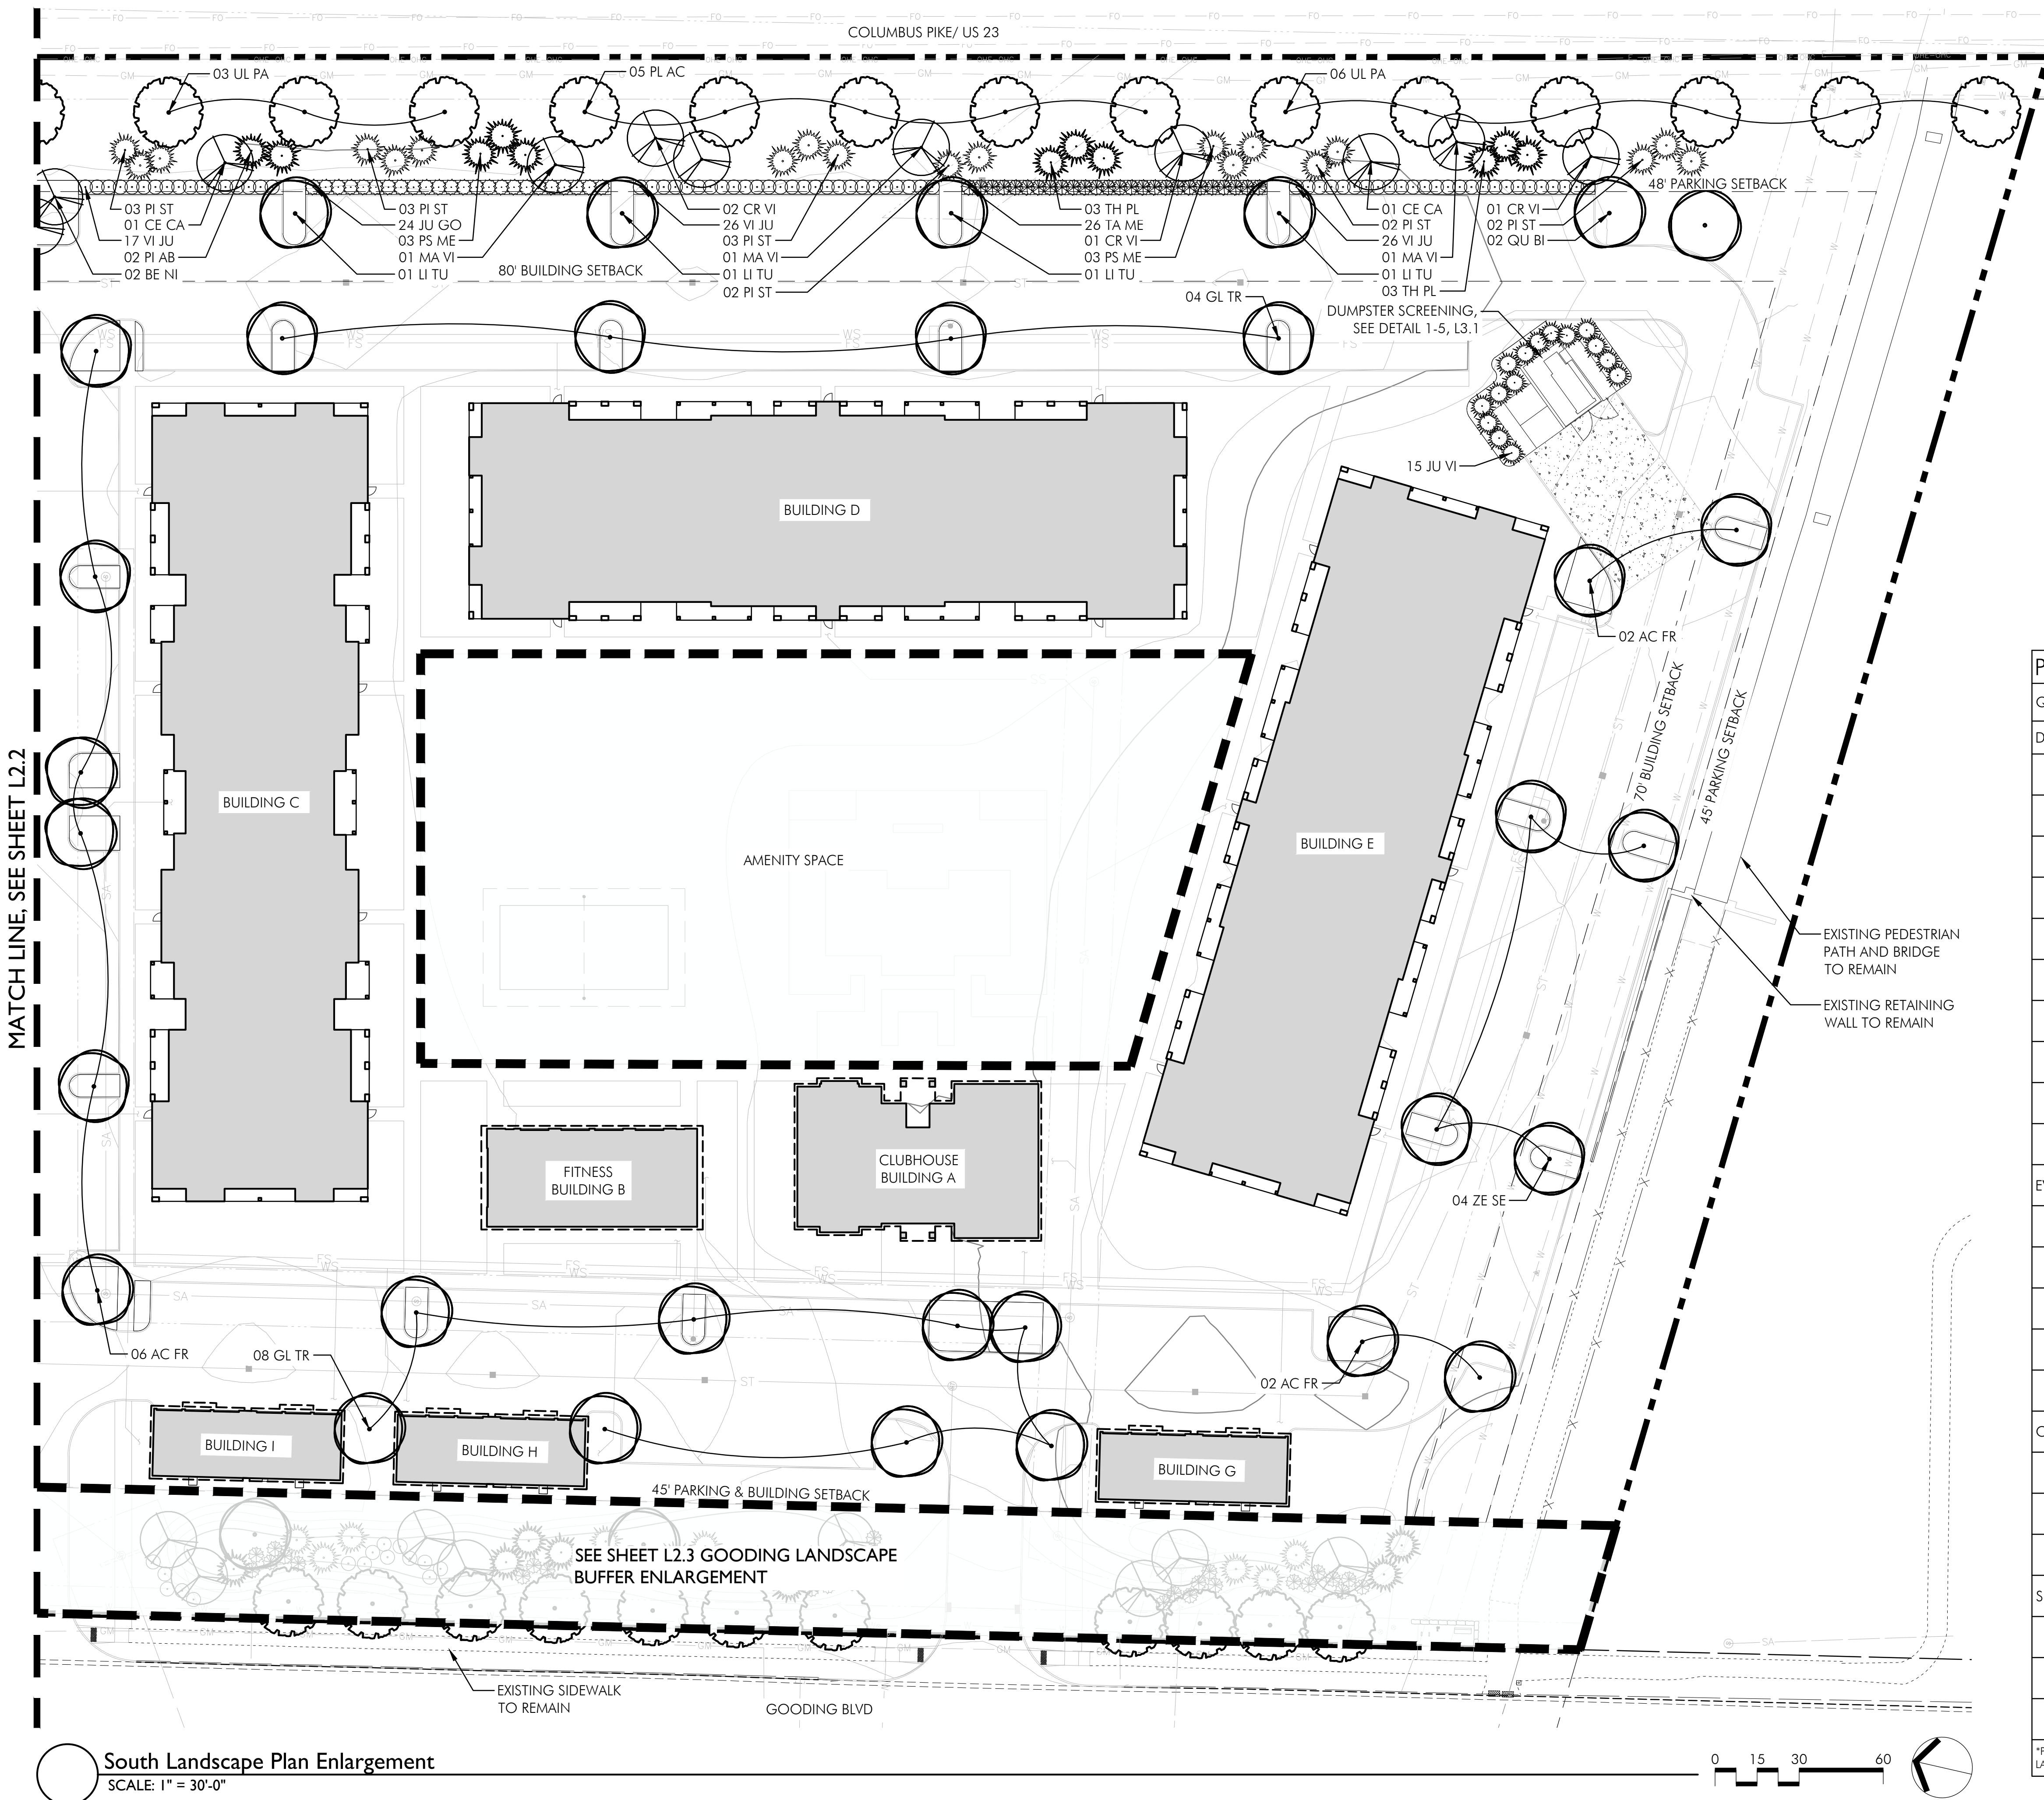 COLUMBUS PIKE/ US 23
03 UL PA
05 PL AC
06 UL PA
48' PARKING SETBACK
03 PI ST
01 CE CA
17 VI JU
02 PI AB
02 BE NI
03 PI ST
24 JU GO
03 PS ME
01 MA VI
01 LI TU
80' BUILDING SETBACK
02 CR VI
26 VI JU
03 PI ST
01 MA VI
01 LI TU
02 PI ST
03 TH PL
26 TA ME
01 CR VI
03 PS ME
01 LI TU
01 CE CA
02 PI ST
26 VI JU
01 MA VI
01 LI TU
03 TH PL
01 CR VI
02 PI ST
02 QU BI
04 GL TR
DUMPSTER SCREENING,
SEE DETAIL 1-5, L3.1
15 JU VI
BUILDING D
02 AC FR
70' BUILDING SETBACK
45' PARKING SETBACK
MATCH LINE, SEE SHEET L2.2
BUILDING C
AMENITY SPACE
BUILDING E
EXISTING PEDESTRIAN
PATH AND BRIDGE
TO REMAIN
EXISTING RETAINING
WALL TO REMAIN
FITNESS
BUILDING B
CLUBHOUSE
BUILDING A
04 ZE SE
06 AC FR
08 GL TR
02 AC FR
BUILDING I
BUILDING H
BUILDING G
45' PARKING & BUILDING SETBACK
SEE SHEET L2.3 GOODING LANDSCAPE
BUFFER ENLARGEMENT
EXISTING SIDEWALK
TO REMAIN
GOODING BLVD
South Landscape Plan Enlargement
SCALE: 1" = 30'-0"
0 15 30 60